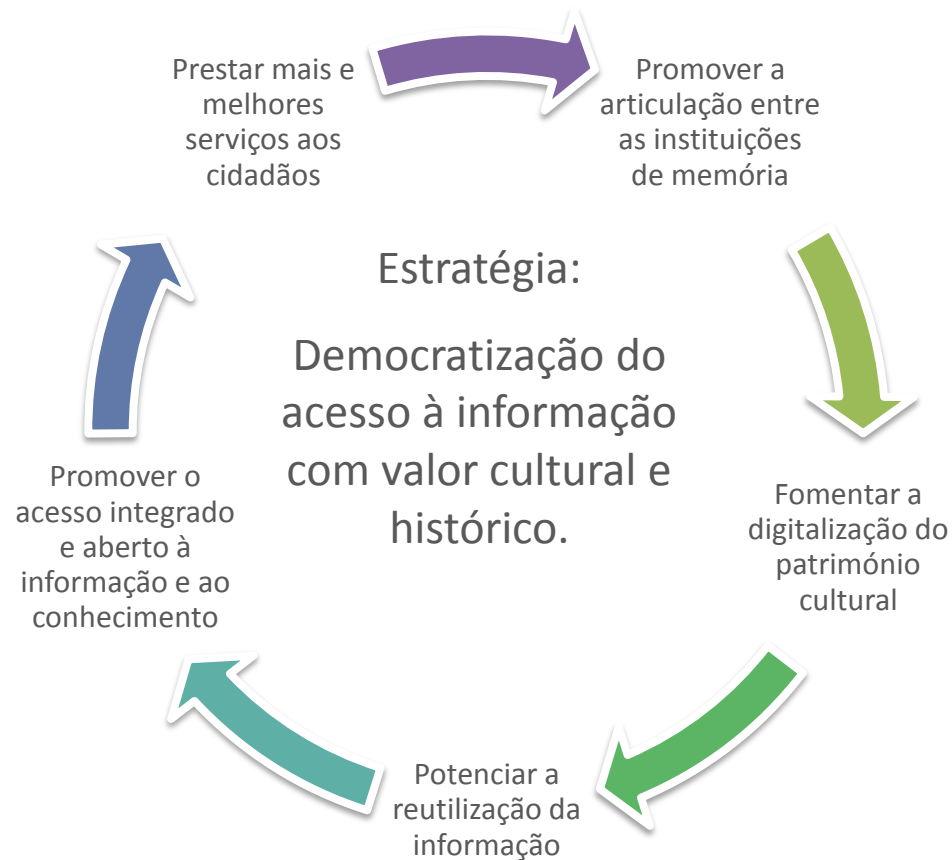 Prestar mais e
melhores
serviços aos
cidadãos
Promover a
articulação entre
as instituições
de memória
Estratégia:
Democratização do
acesso à informação
com valor cultural e
histórico.
Fomentar a
digitalização do
património
cultural
Potenciar a
reutilização da
informação
Promover o
acesso integrado
e aberto à
informação e ao
conhecimento